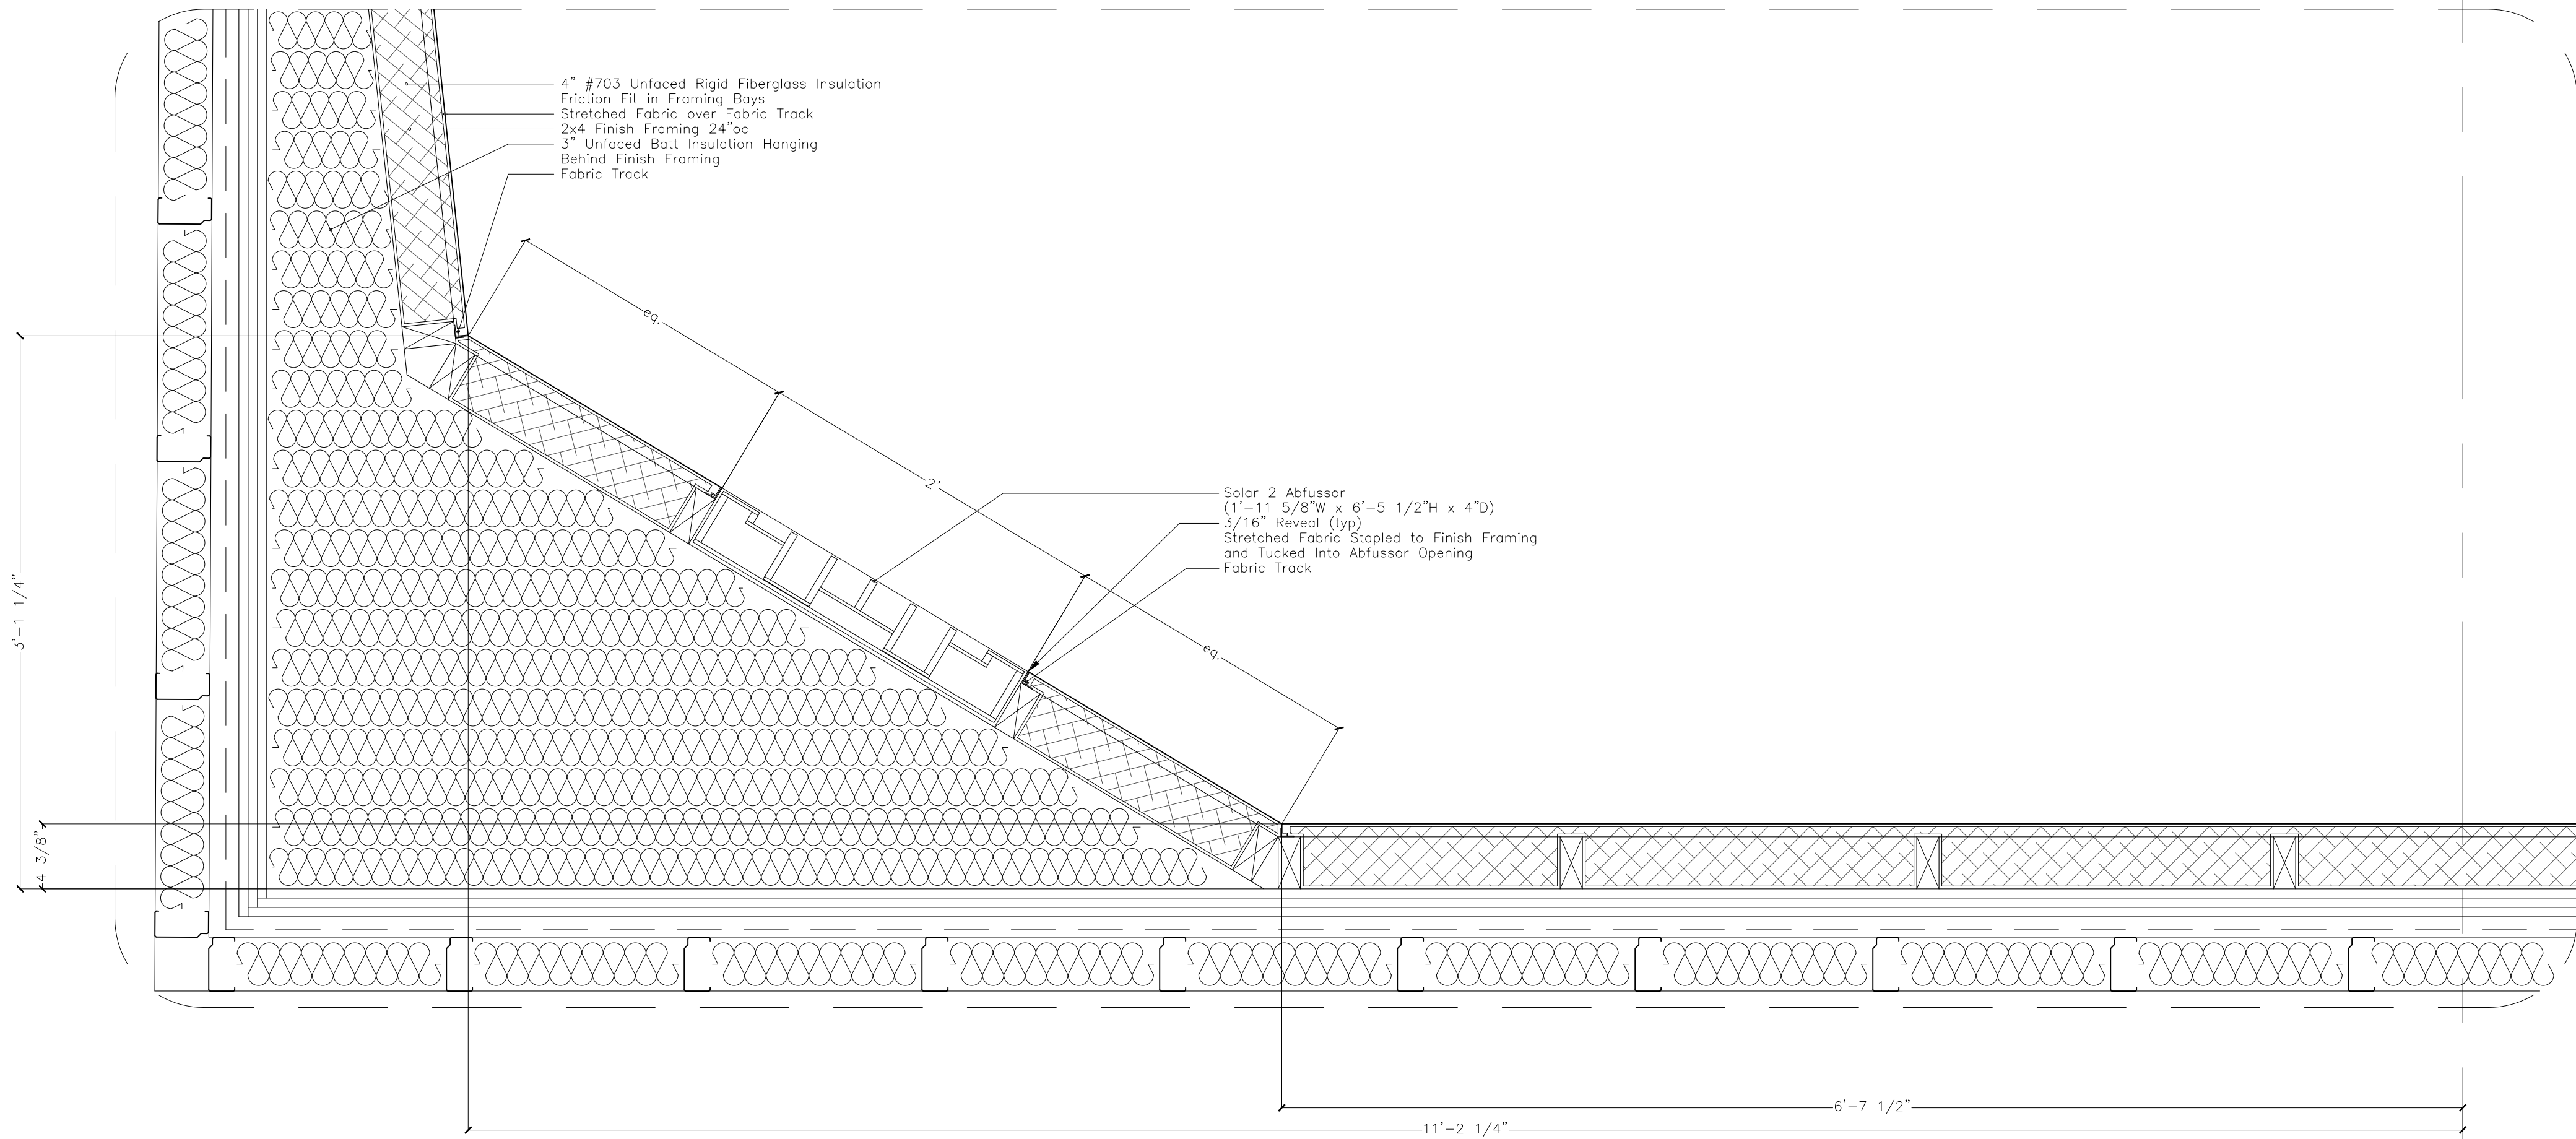 4" #703 Unfaced Rigid Fiberglass Insulation
Friction Fit in Framing Bays
Stretched Fabric over Fabric Track
2x4 Finish Framing 24"oc
3" Unfaced Batt Insulation Hanging
Behind Finish Framing
Fabric Track
eq.
2'
Solar 2 Abfussor
(1'-11 5/8"W x 6'-5 1/2"H x 4"D)
3/16" Reveal (typ)
Stretched Fabric Stapled to Finish Framing
and Tucked Into Abfussor Opening
Fabric Track
eq.
3'-1 1/4"
4 3/8"
6'-7 1/2"
11'-2 1/4"